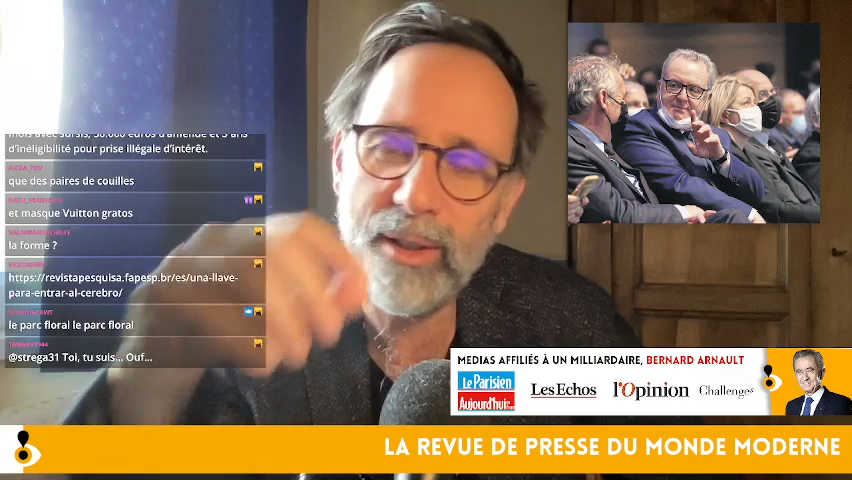 mois avec sursis, 30.000 euros d'amende et 3 ans
d'inéligibilité pour prise illégale d'intérêt.
que des paires de couilles
et masque Vuitton gratos
la forme ?
https://revistapesquisa.fapesp.br/es/una-llave-
para-entrar-al-cerebro/
le parc floral le parc floral
@strega31 Toi, tu suis... Ouf...
MEDIAS AFFILIÉS À UN MILLIARDAIRE, BERNARD ARNAULT
Le Parisien
Aujourd'hui
Les Echos
l'Opinion
Challenges
LA REVUE DE PRESSE DU MONDE MODERNE